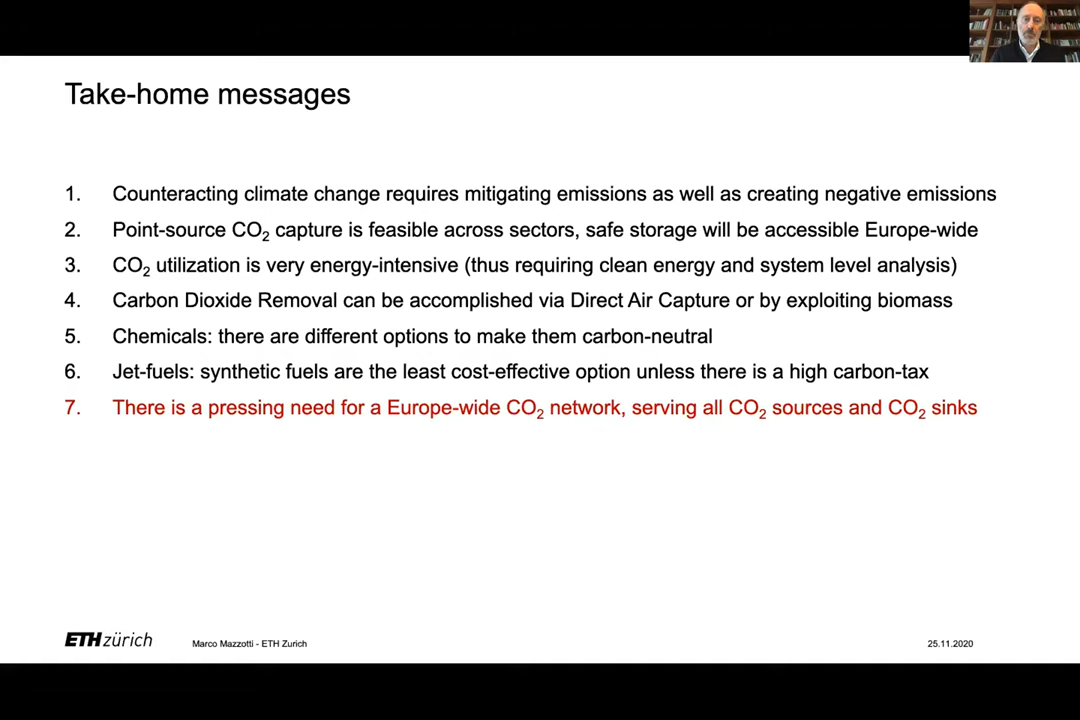 Take-home messages
1. Counteracting climate change requires mitigating emissions as well as creating negative emissions
2. Point-source CO₂ capture is feasible across sectors, safe storage will be accessible Europe-wide
3. CO₂ utilization is very energy-intensive (thus requiring clean energy and system level analysis)
4. Carbon Dioxide Removal can be accomplished via Direct Air Capture or by exploiting biomass
5. Chemicals: there are different options to make them carbon-neutral
6. Jet-fuels: synthetic fuels are the least cost-effective option unless there is a high carbon-tax
7. There is a pressing need for a Europe-wide CO₂ network, serving all CO₂ sources and CO₂ sinks
ETH zürich Marco Mazzotti - ETH Zurich 25.11.2020